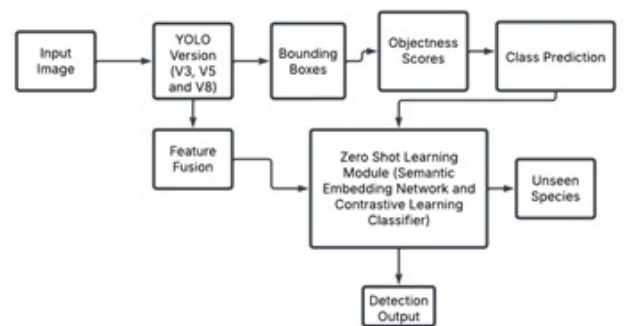 Input
Image
YOLO
Version
(V3, V5
and V8)
Bounding
Boxes
Objectness
Scores
Class Prediction
Feature
Fusion
Zero Shot Learning
Module (Semantic
Embedding Network and
Contrastive Learning
Classifier)
Unseen
Species
Detection
Output